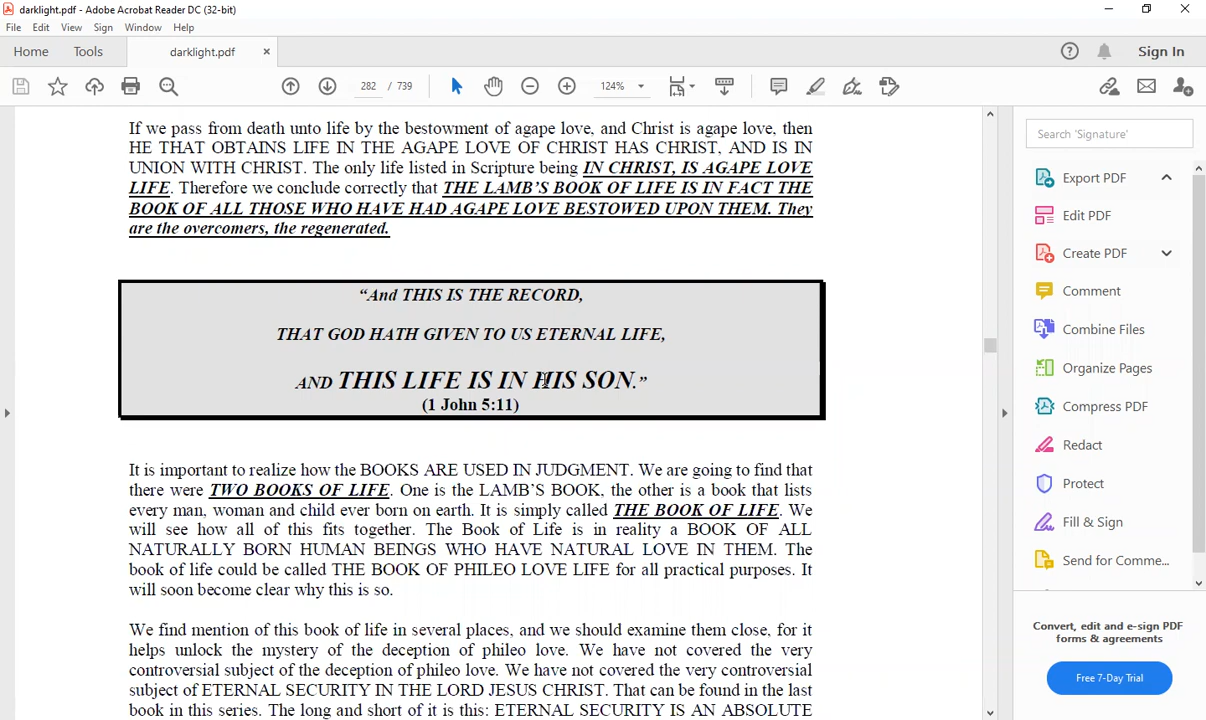 darklight.pdf - Adobe Acrobat Reader DC (32-bit)
File Edit View Sign Window Help
Home Tools darklight.pdf Sign In
282 / 739 124%
If we pass from death unto life by the bestowment of agape love, and Christ is agape love, then
HE THAT OBTAINS LIFE IN THE AGAPE LOVE OF CHRIST HAS CHRIST, AND IS IN
UNION WITH CHRIST. The only life listed in Scripture being IN CHRIST, IS AGAPE LOVE
LIFE. Therefore we conclude correctly that THE LAMB'S BOOK OF LIFE IS IN FACT THE
BOOK OF ALL THOSE WHO HAVE HAD AGAPE LOVE BESTOWED UPON THEM. They
are the overcomers, the regenerated.
“And THIS IS THE RECORD,
THAT GOD HATH GIVEN TO US ETERNAL LIFE,
AND THIS LIFE IS IN HIS SON.”
(1 John 5:11)
It is important to realize how the BOOKS ARE USED IN JUDGMENT. We are going to find that
there were TWO BOOKS OF LIFE. One is the LAMB'S BOOK, the other is a book that lists
every man, woman and child ever born on earth. It is simply called THE BOOK OF LIFE. We
will see how all of this fits together. The Book of Life is in reality a BOOK OF ALL
NATURALLY BORN HUMAN BEINGS WHO HAVE NATURAL LOVE IN THEM. The
book of life could be called THE BOOK OF PHILEO LOVE LIFE for all practical purposes. It
will soon become clear why this is so.
We find mention of this book of life in several places, and we should examine them close, for it
helps unlock the mystery of the deception of phileo love. We have not covered the very
controversial subject of the deception of phileo love. We have not covered the very controversial
subject of ETERNAL SECURITY IN THE LORD JESUS CHRIST. That can be found in the last
book in this series. The long and short of it is this: ETERNAL SECURITY IS AN ABSOLUTE
Search 'Signature'
Export PDF
Edit PDF
Create PDF
Comment
Combine Files
Organize Pages
Compress PDF
Redact
Protect
Fill & Sign
Send for Comme...
Convert, edit and e-sign PDF
forms & agreements
Free 7-Day Trial